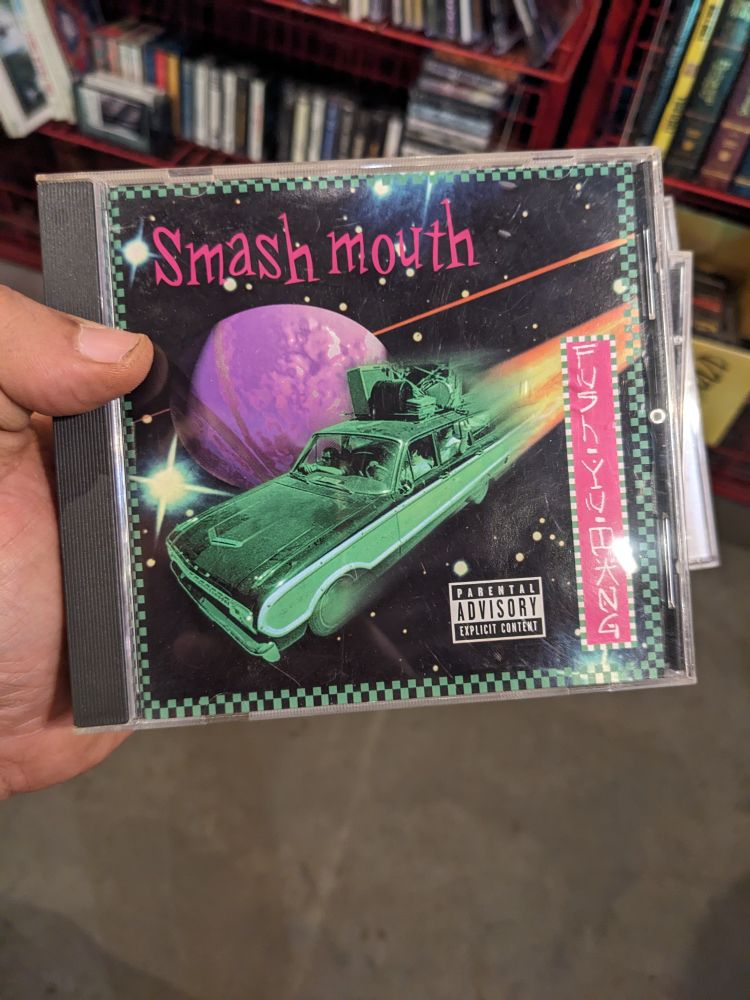 Smash mouth
FUSh·YU·MANG
PARENTAL
ADVISORY
EXPLICIT CONTENT